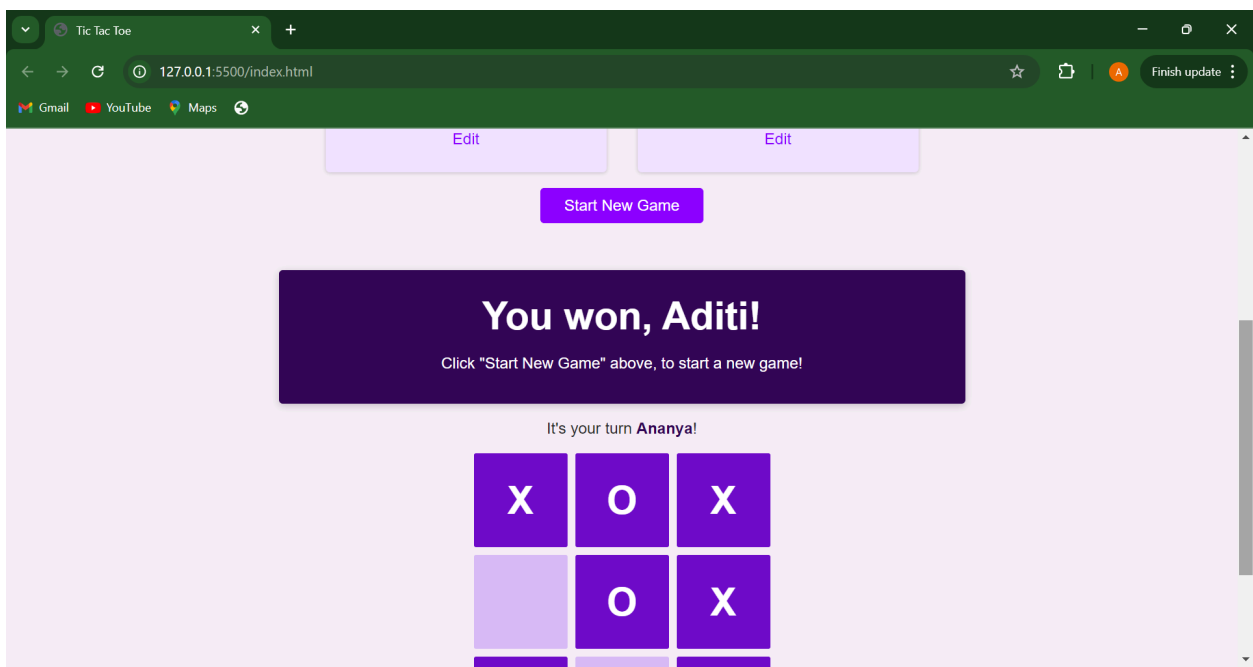 Tic Tac Toe
127.0.0.1:5500/index.html
A
Finish update
Gmail YouTube Maps
Edit Edit
Start New Game
You won, Aditi!
Click "Start New Game" above, to start a new game!
It's your turn Ananya!
X O X
O X